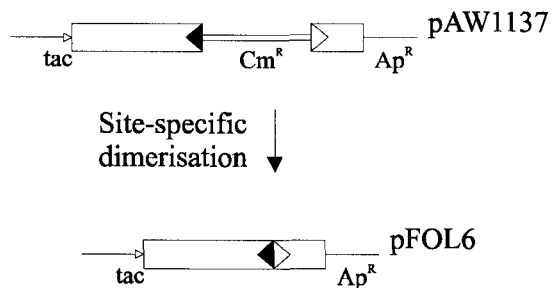 pAW1137
tac Cm^R Ap^R
Site-specific
dimerisation
pFOL6
tac Ap^R